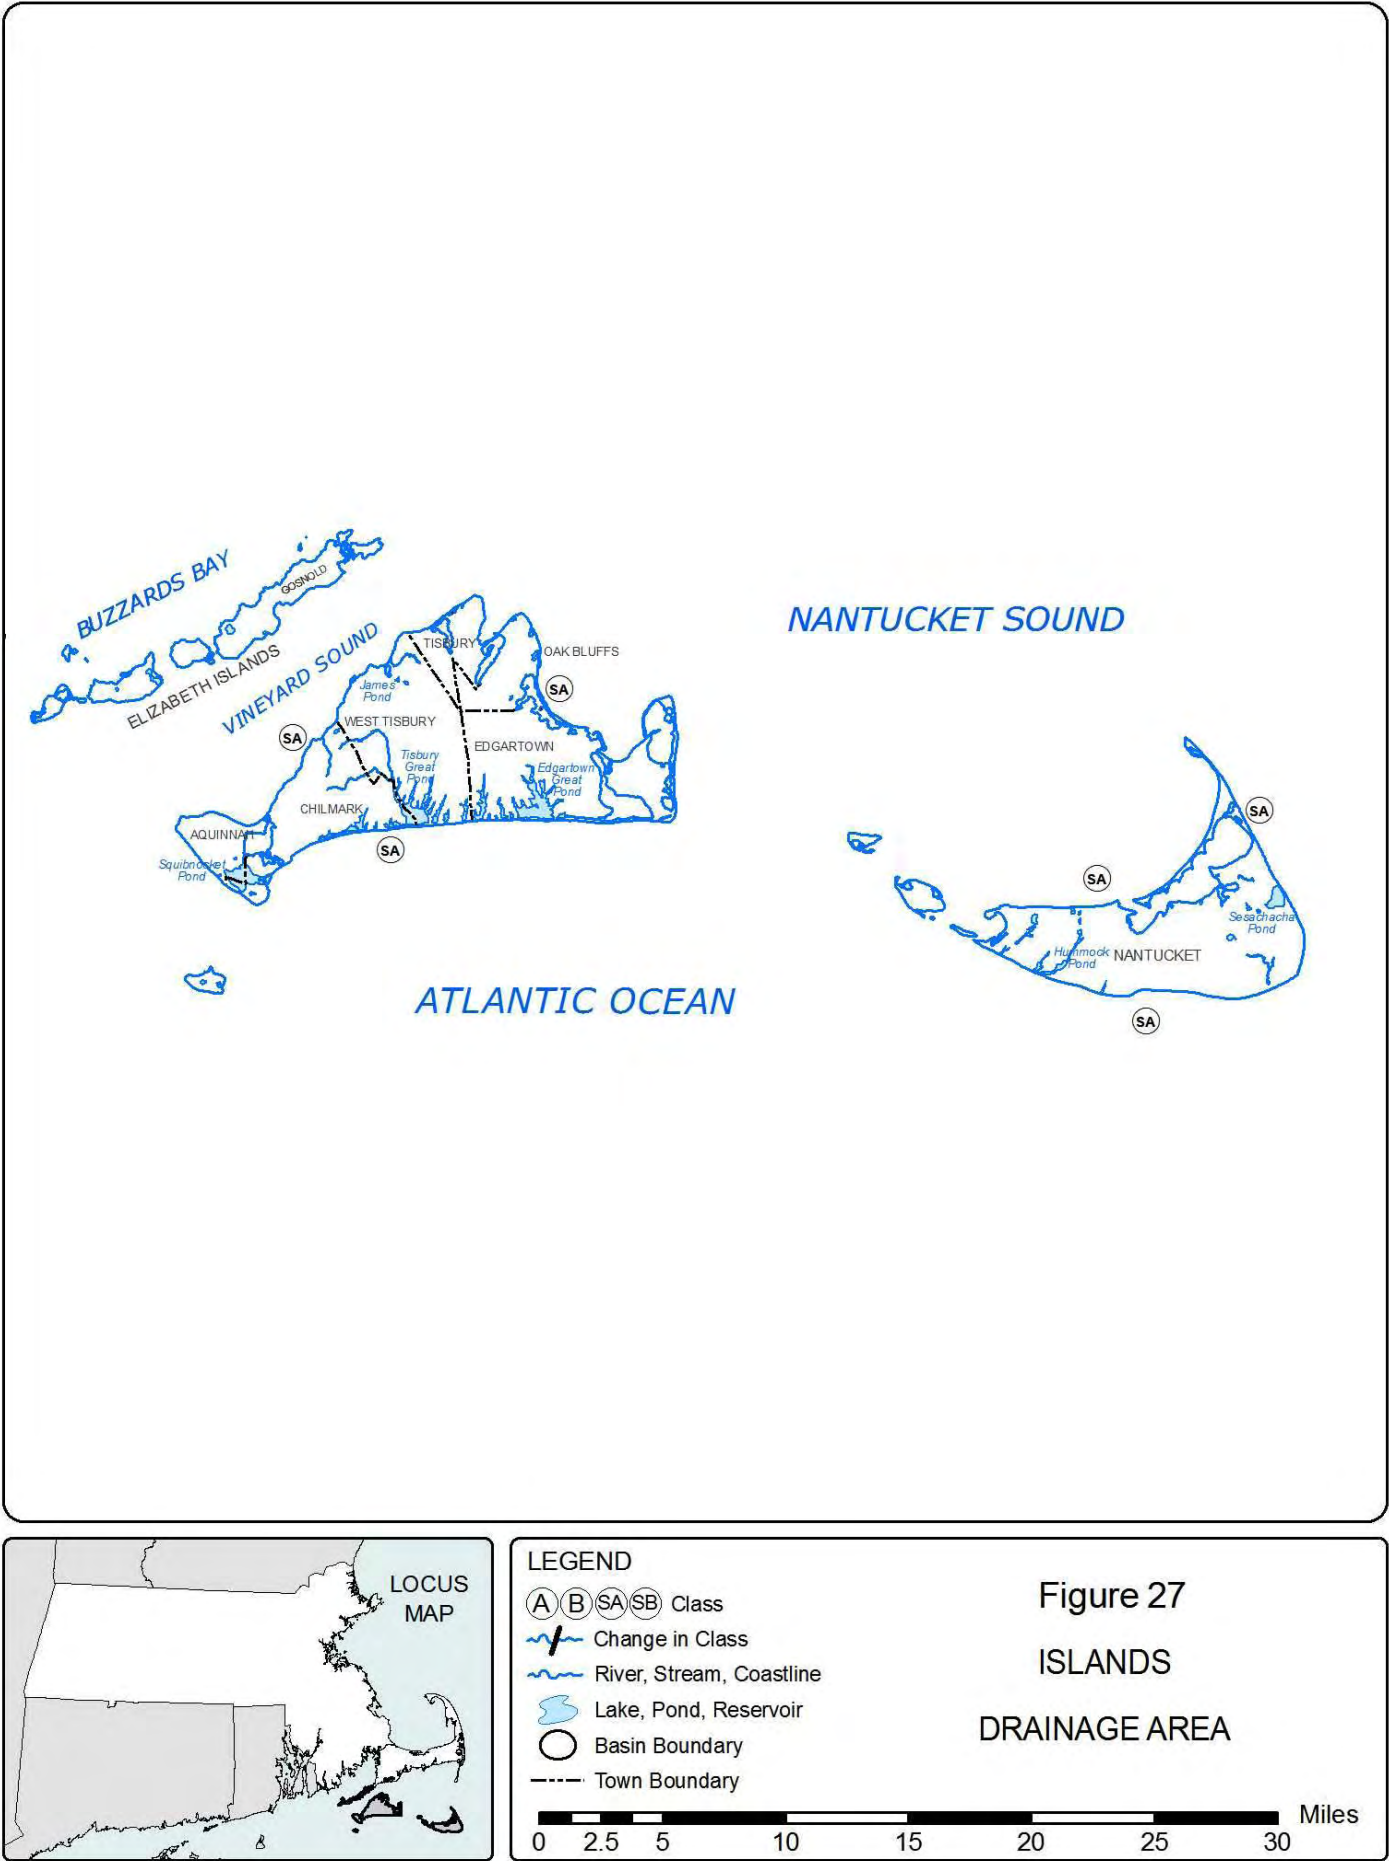 BUZZARDS BAY
GOSNOLD
ELIZABETH ISLANDS
VINEYARD SOUND
NANTUCKET SOUND
TISBURY
OAK BLUFFS
SA
James
Pond
WEST TISBURY
SA
EDGARTOWN
Tisbury
Great
Pond
Edgartown
Great
Pond
CHILMARK
AQUINNAH
SA
Squibnocket
Pond
SA
SA
Sesachacha
Pond
Hummock
Pond
NANTUCKET
SA
ATLANTIC OCEAN
LOCUS
MAP
LEGEND
A B SA SB Class
Change in Class
River, Stream, Coastline
Lake, Pond, Reservoir
Basin Boundary
Town Boundary
Figure 27
ISLANDS
DRAINAGE AREA
Miles
0 2.5 5 10 15 20 25 30